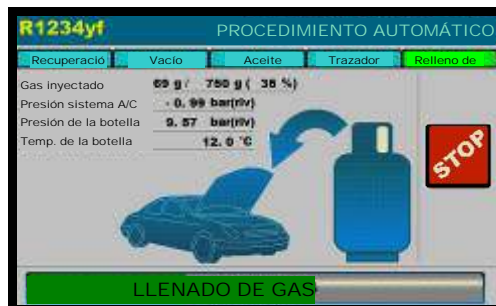 R1234yf PROCEDIMIENTO AUTOMÁTICO
Recuperació Vacío Aceite Trazador Relleno de
Gas inyectado 69 g / 750 g ( 38 %)
Presión sistema A/C - 0. 99 bar(rlv)
Presión de la botella 9. 57 bar(rlv)
Temp. de la botella 12. 0 °C
STOP
LLENADO DE GAS